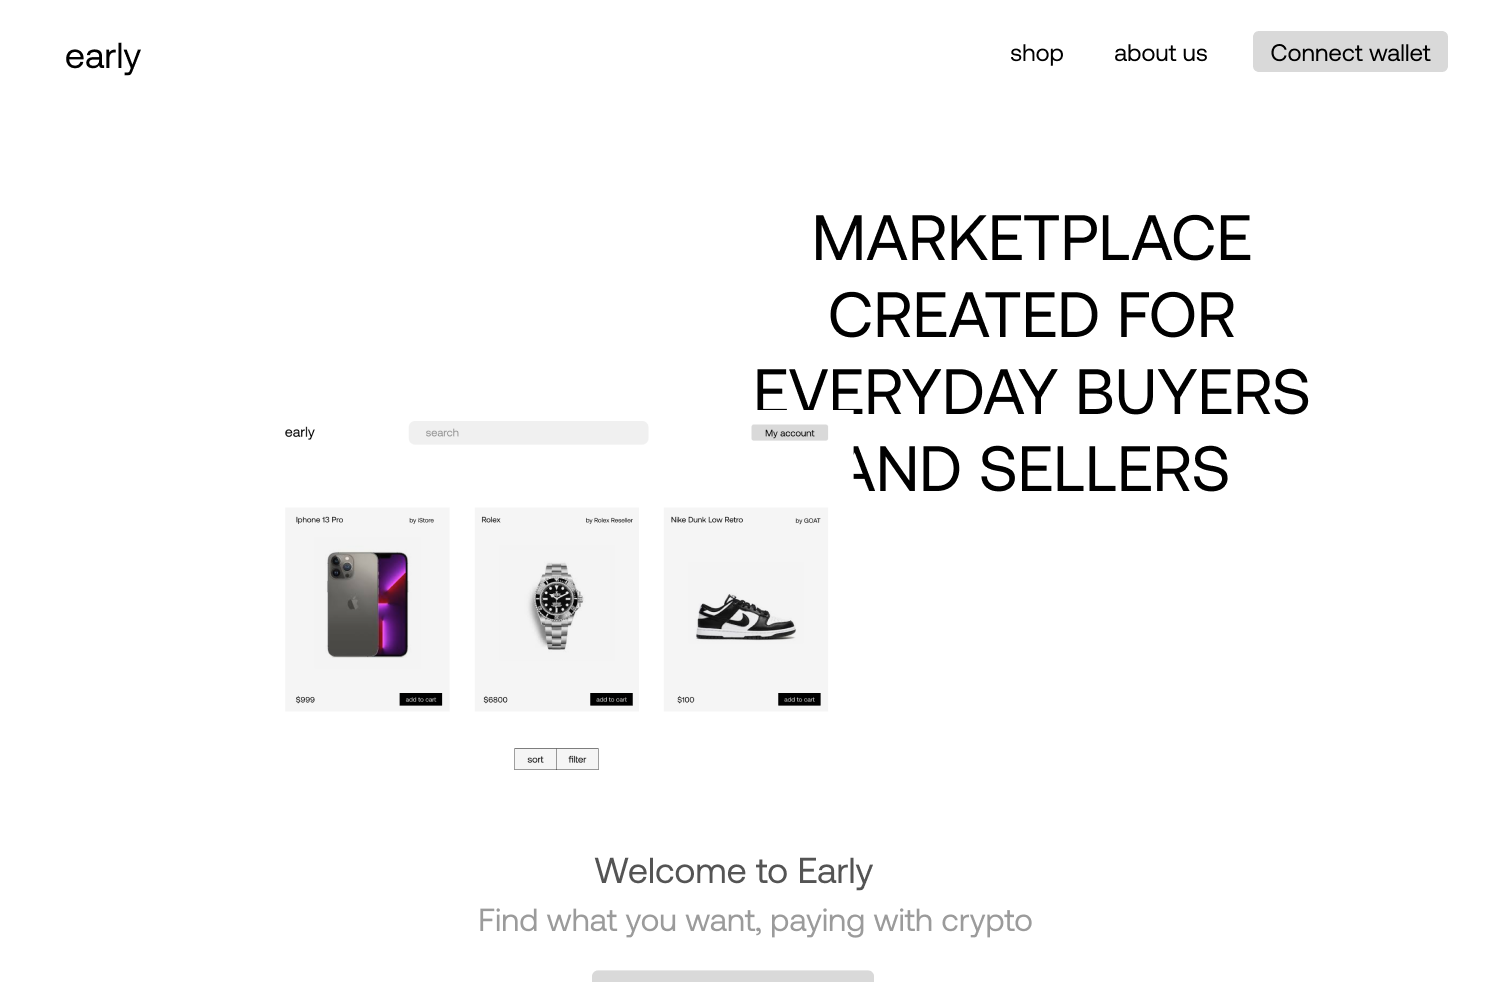 early
shop
about us
Connect wallet
MARKETPLACE
CREATED FOR
EVERYDAY BUYERS
AND SELLERS
early
search
My account
Iphone 13 Pro
by iStore
Rolex
by Rolex Reseller
Nike Dunk Low Retro
by GOAT
$999
add to cart
$6800
add to cart
$100
add to cart
sort
filter
Welcome to Early
Find what you want, paying with crypto